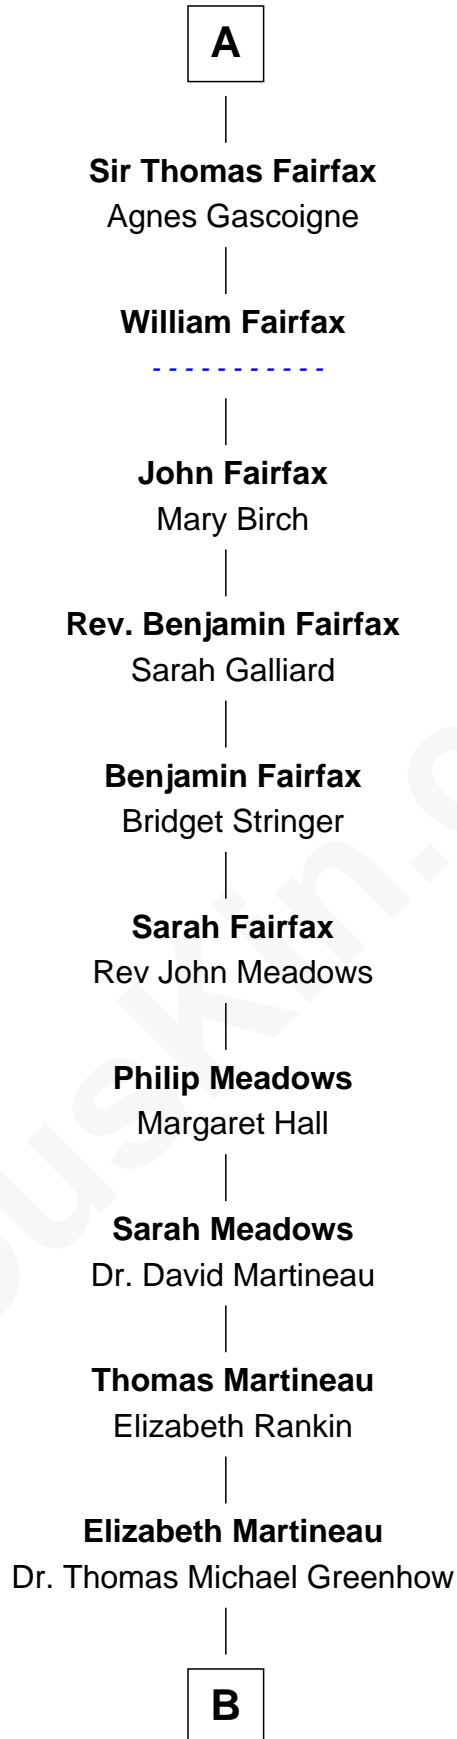 A
Sir Thomas Fairfax
Agnes Gascoigne
William Fairfax
- - - - - - - - - - -
John Fairfax
Mary Birch
Rev. Benjamin Fairfax
Sarah Galliard
Benjamin Fairfax
Bridget Stringer
Sarah Fairfax
Rev John Meadows
Philip Meadows
Margaret Hall
Sarah Meadows
Dr. David Martineau
Thomas Martineau
Elizabeth Rankin
Elizabeth Martineau
Dr. Thomas Michael Greenhow
B